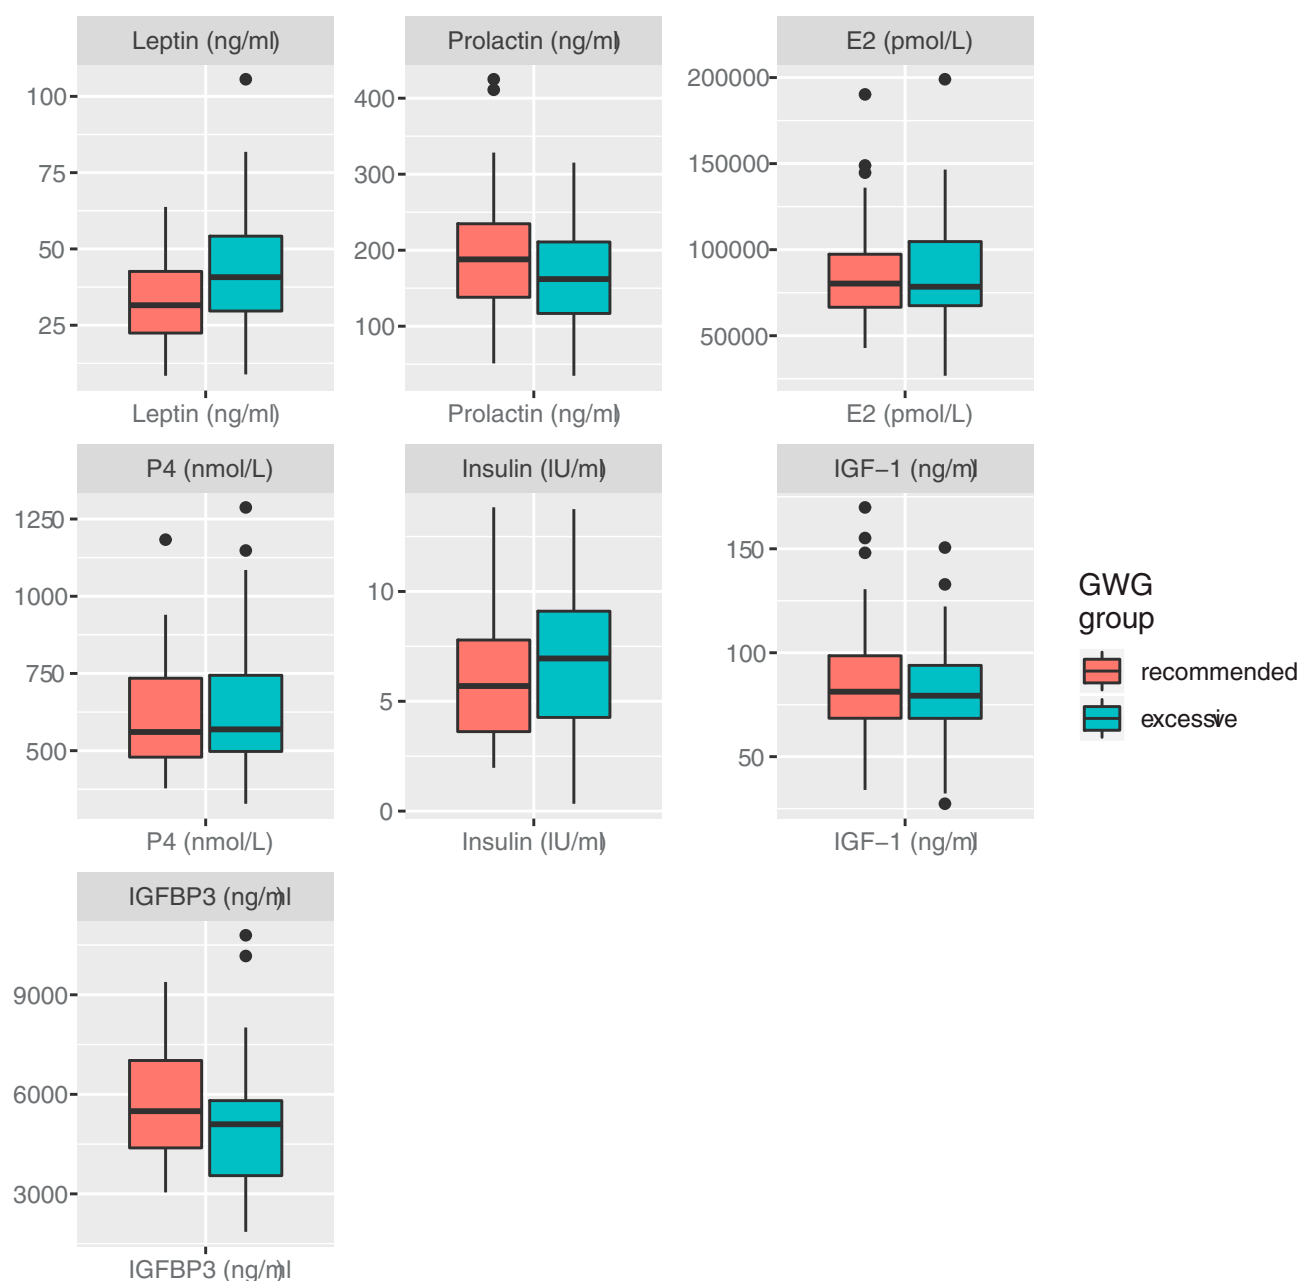 Leptin (ng/ml) Prolactin (ng/ml) E2 (pmol/L)
100
75
50
25
400
300
200
100
200000
150000
100000
50000
Leptin (ng/ml) Prolactin (ng/ml) E2 (pmol/L)
P4 (nmol/L) Insulin (IU/ml) IGF−1 (ng/ml
1250
1000
750
500
10
5
0
150
100
50
P4 (nmol/L) Insulin (IU/ml) IGF−1 (ng/ml
GWG
group
recommended
excessive
IGFBP3 (ng/ml
9000
6000
3000
IGFBP3 (ng/ml